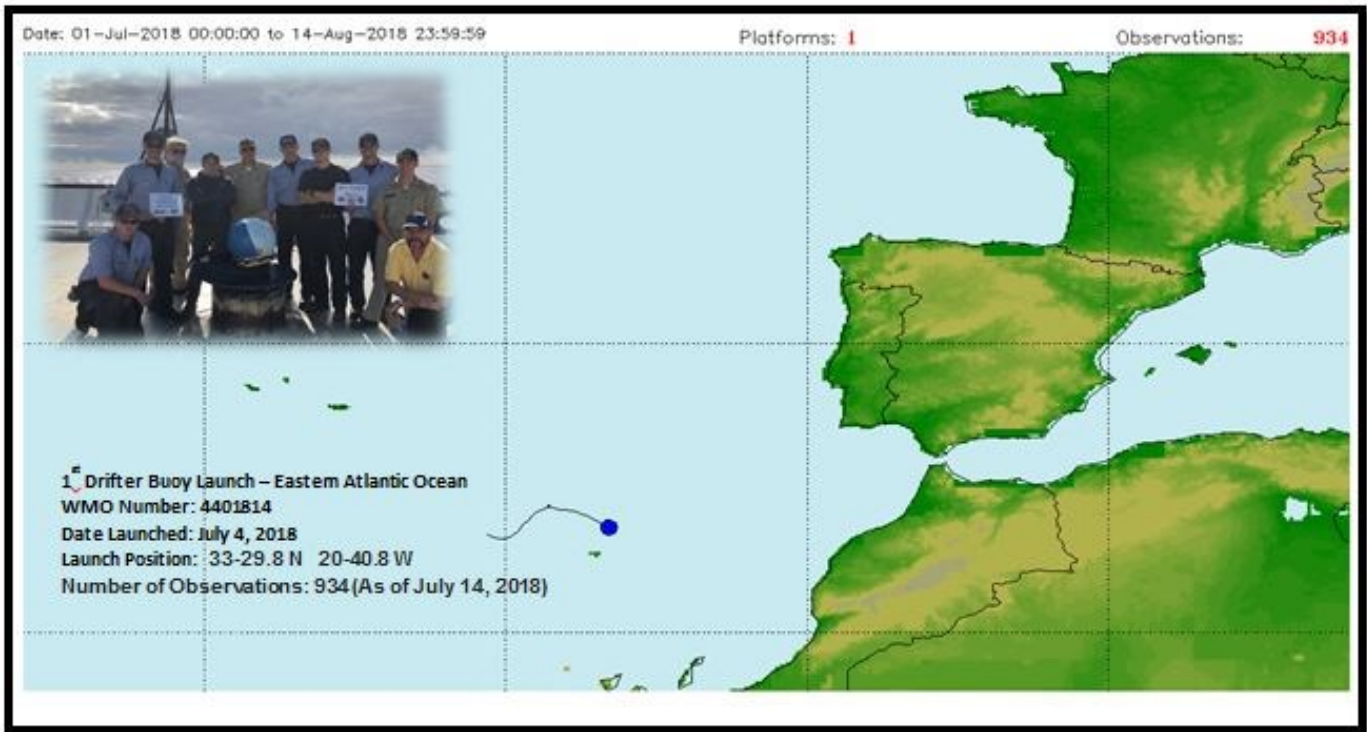 Date: 01-Jul-2018 00:00:00 to 14-Aug-2018 23:59:59 Platforms: 1 Observations: 934
1st Drifter Buoy Launch – Eastern Atlantic Ocean
WMO Number: 4401814
Date Launched: July 4, 2018
Launch Position: 33-29.8 N 20-40.8 W
Number of Observations: 934(As of July 14, 2018)